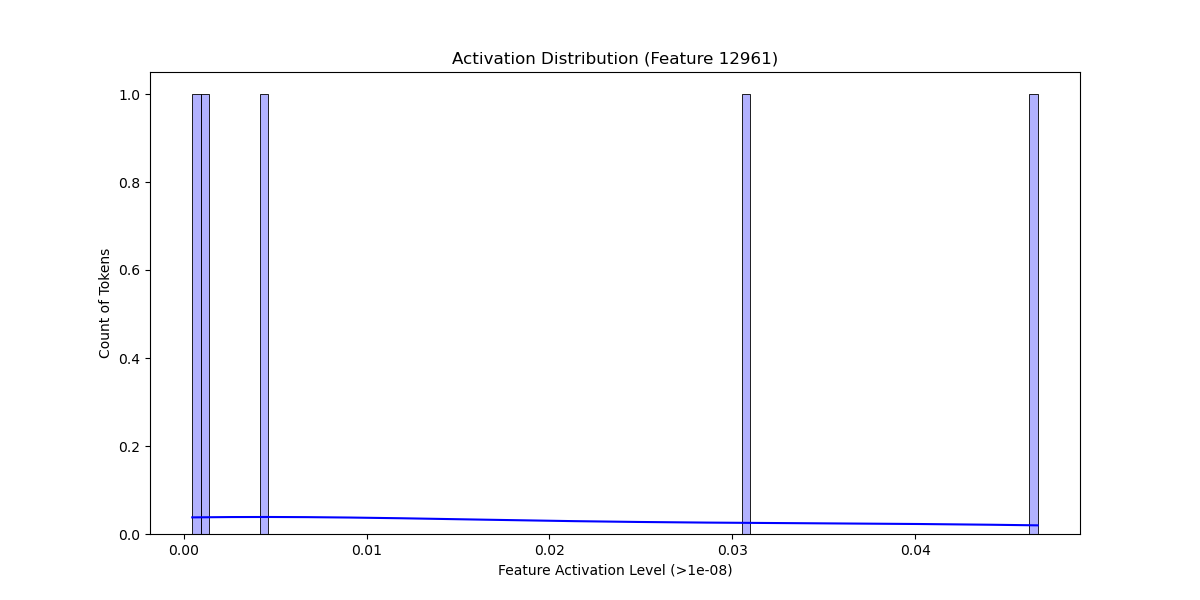 Activation Distribution (Feature 12961)
1.0
0.8
0.6
0.4
0.2
0.0
Count of Tokens
0.00 0.01 0.02 0.03 0.04
Feature Activation Level (>1e-08)